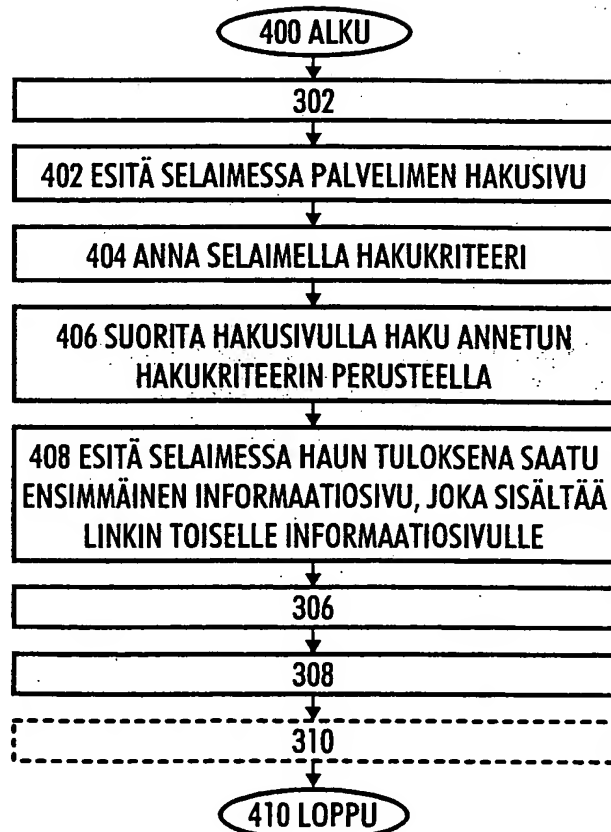 400 ALKU
302
402 ESITÄ SELAIMESSA PALVELIMEN HAKUSIVU
404 ANNA SELAIMELLA HAKUKRITEERI
406 SUORITA HAKUSIVULLA HAKU ANNETUN
HAKUKRITEERIN PERUSTEELLA
408 ESITÄ SELAIMESSA HAUN TULOKSENA SAATU
ENSIMMÄINEN INFORMAATIOSIVU, JOKA SISÄLTÄÄ
LINKIN TOISELLE INFORMAATIOSIVULLE
306
308
310
410 LOPPU